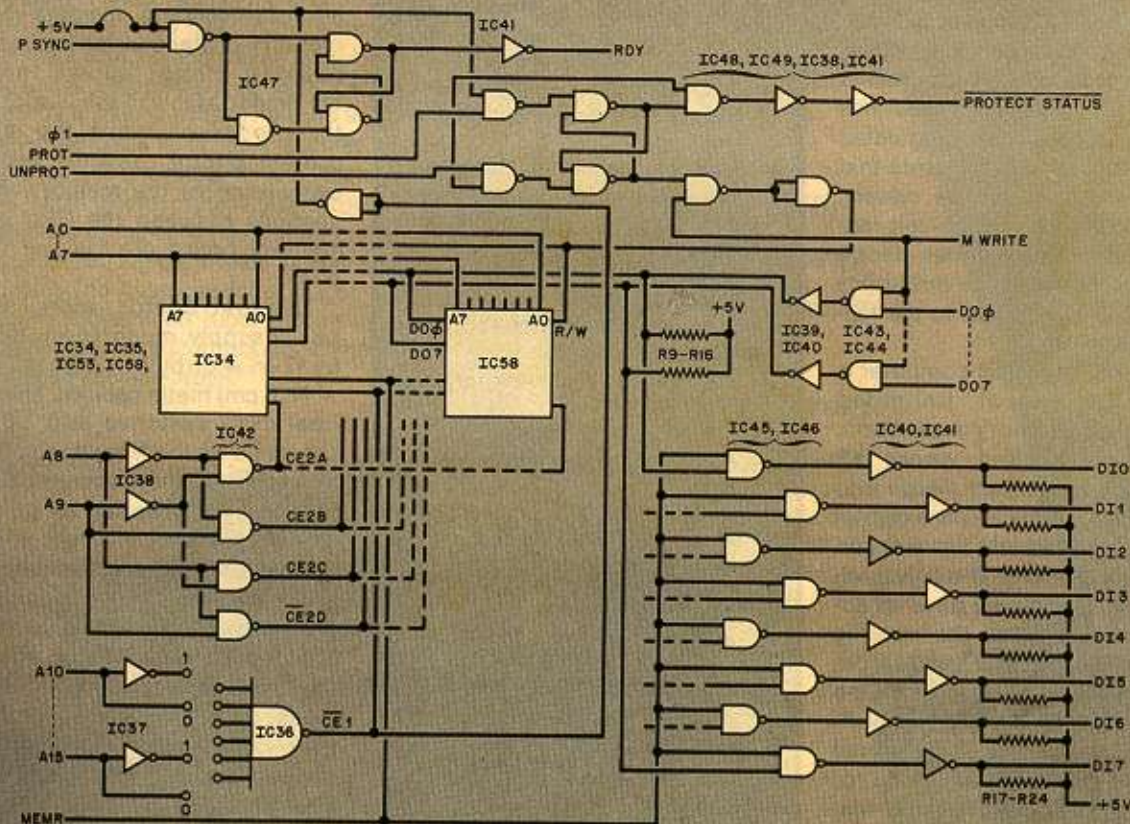 +5V
P SYNC
IC41
RDY
IC48, IC49, IC38, IC41
PROTECT STATUS
IC47
φ1
PROT
UNPROT
A0
A7
M WRITE
A7 A0
IC34
IC34, IC35,
IC53, IC58,
DOφ
DO7
A7 A0
R/W
IC58
+5V
R9-R16
IC39,
IC40
IC43,
IC44
DOφ
DO7
IC42
A8
IC38
A9
CE2A
CE2B
CE2C
CE2D
IC45, IC46
IC40, IC41
DI0
DI1
DI2
DI3
DI4
DI5
DI6
DI7
R17-R24
+5V
A10
1
0
IC37
A15
1
0
IC36
CE1
MEMR